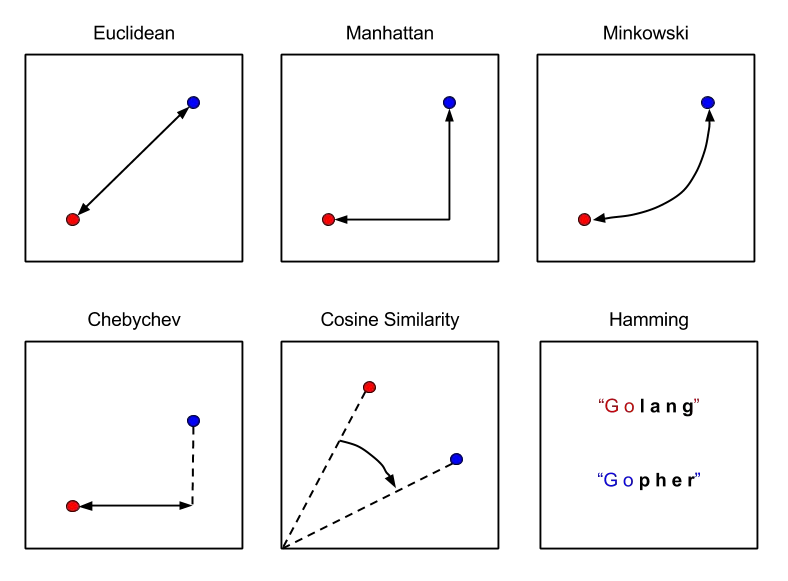 Euclidean
Manhattan
Minkowski
Chebychev
Cosine Similarity
Hamming
“Golang”
“Gopher”